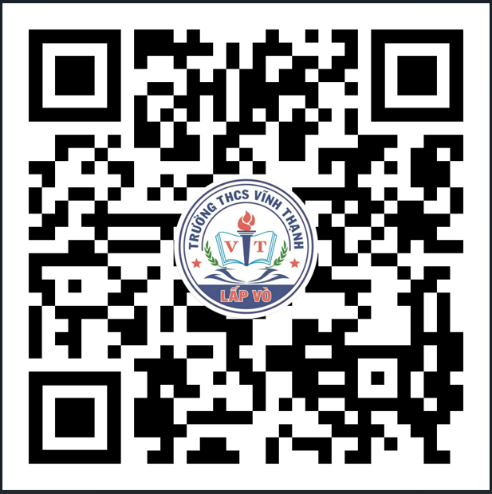 TRƯỜNG THCS VĨNH THẠNH
V T
LẤP VÒ